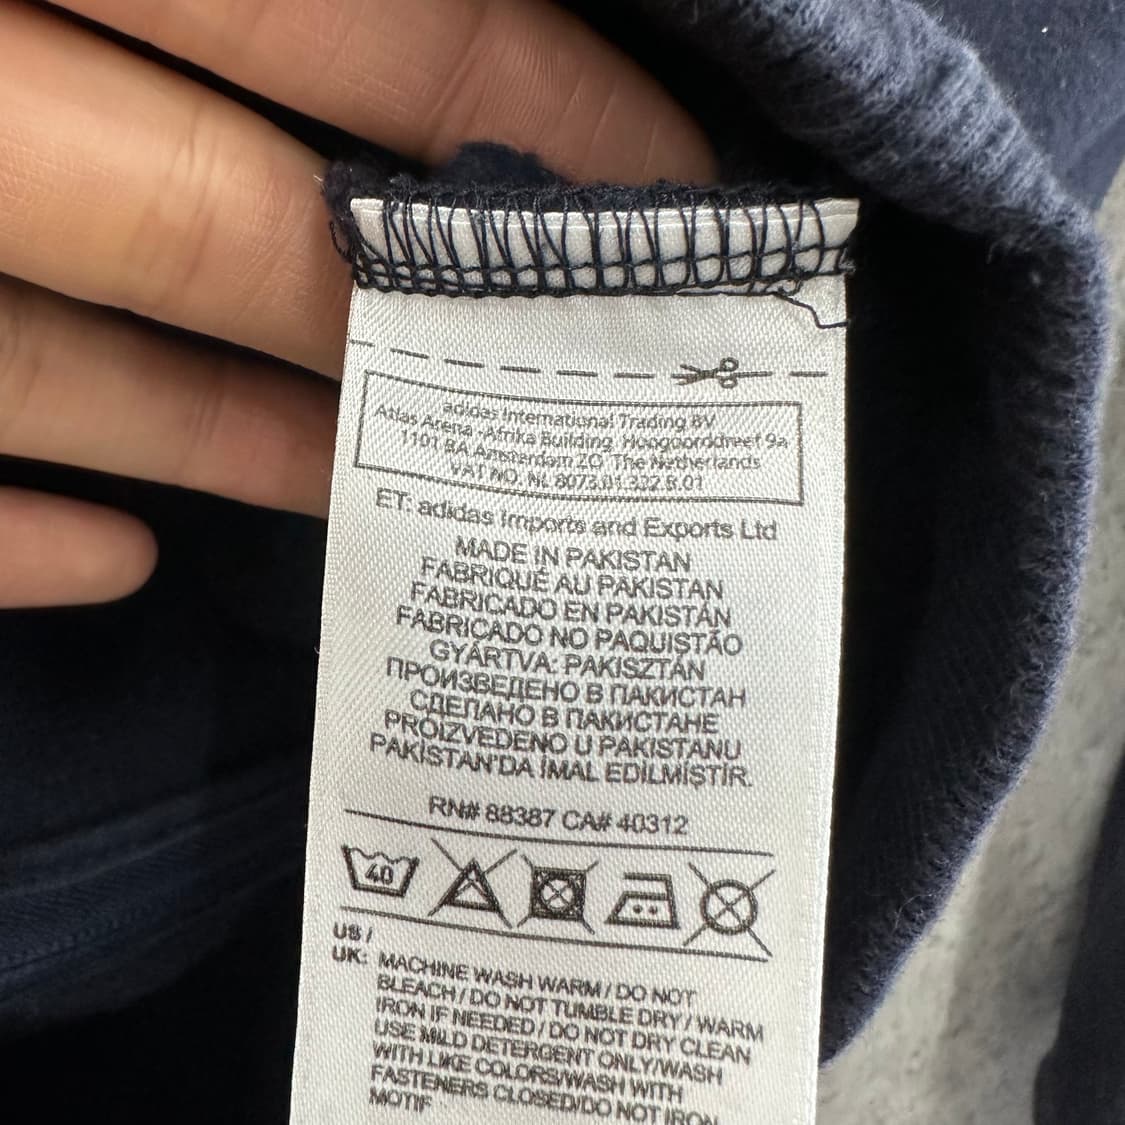 adidas International Trading BV
Atlas Arena -Afrika Building, Hoogoorddreef 9a
1101 BA Amsterdam ZO The Netherlands
VAT NO. NL 8073.01.322.B.01
ET: adidas Imports and Exports Ltd
MADE IN PAKISTAN
FABRIQUÉ AU PAKISTAN
FABRICADO EN PAKISTÁN
FABRICADO NO PAQUISTÃO
GYÁRTVA: PAKISZTÁN
ПРОИЗВЕДЕНО В ПАКИСТАН
СДЕЛАНО В ПАКИСТАНЕ
PROIZVEDENO U PAKISTANU
PAKİSTAN'DA İMAL EDİLMİŞTİR.
RN# 88387 CA# 40312
40
US /
UK: MACHINE WASH WARM / DO NOT
BLEACH / DO NOT TUMBLE DRY / WARM
IRON IF NEEDED / DO NOT DRY CLEAN
USE MILD DETERGENT ONLY/WASH
WITH LIKE COLORS/WASH WITH
FASTENERS CLOSED/DO NOT IRON
MOTIF